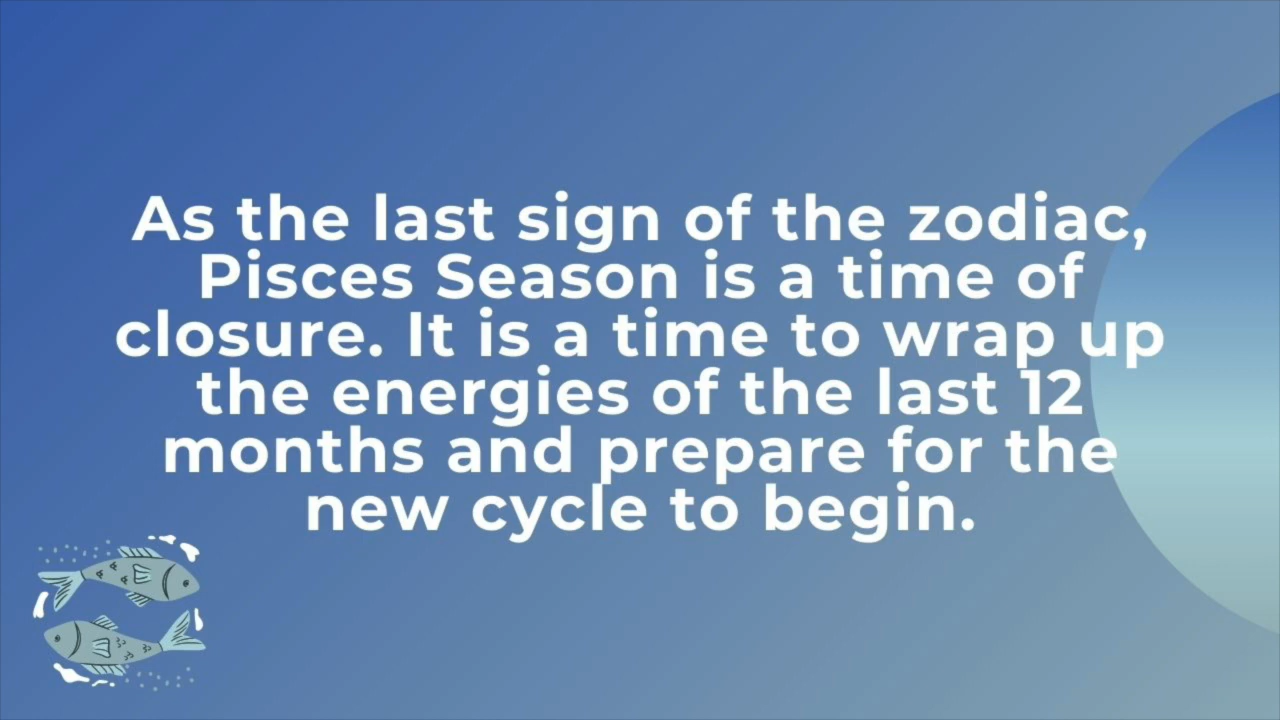 As the last sign of the zodiac,
Pisces Season is a time of
closure. It is a time to wrap up
the energies of the last 12
months and prepare for the
new cycle to begin.